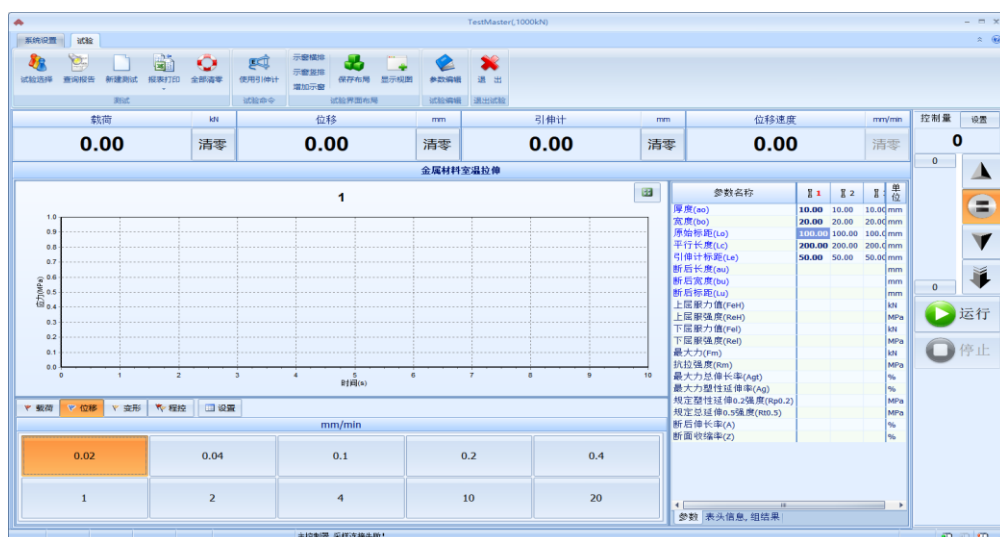 TestMaster(,1000kN)
系统设置 试验
示窗横排
示窗竖排
增加示窗
试验选择 查询报告 新建测试 报表打印 全部清零 使用引伸计 保存布局 显示视图 参数编辑 退 出
测试 试验命令 试验界面布局 试验编辑 退出试验
载荷 kN 位移 mm 引伸计 mm 位移速度 mm/min 控制量 设置
0.00 清零 0.00 清零 0.00 清零 0.00 清零 0
金属材料室温拉伸
0
1
参数名称 1 2 单位
厚度(ao) 10.00 10.00 10.00 mm
宽度(bo) 20.00 20.00 20.00 mm
原始标距(Lo) 100.00 100.00 100.0 mm
平行长度(Lc) 200.00 200.00 200.0 mm
引伸计标距(Le) 50.00 50.00 50.00 mm
断后长度(au) mm
断后宽度(bu) mm
断后标距(Lu) mm
上屈服力值(FeH) kN
上屈服强度(ReH) MPa
下屈服力值(Fel) kN
下屈服强度(Rel) MPa
最大力(Fm) kN
抗拉强度(Rm) MPa
最大力总伸长率(Agt) %
最大力塑性延伸率(Ag) %
规定塑性延伸0.2强度(Rp0.2) MPa
规定总延伸0.5强度(Rt0.5) MPa
断后伸长率(A) %
断面收缩率(Z) %
1.0
0.9
0.8
0.7
0.6
0.5
0.4
0.3
0.2
0.1
0.0
应力(MPa)
0 1 2 3 4 5 6 7 8 9 10
时间(s)
0
运行
停止
载荷 位移 变形 程控 设置
mm/min
0.02 0.04 0.1 0.2 0.4
1 2 4 10 20
参数 表头信息,组结果
主控制器 采样连接失败!